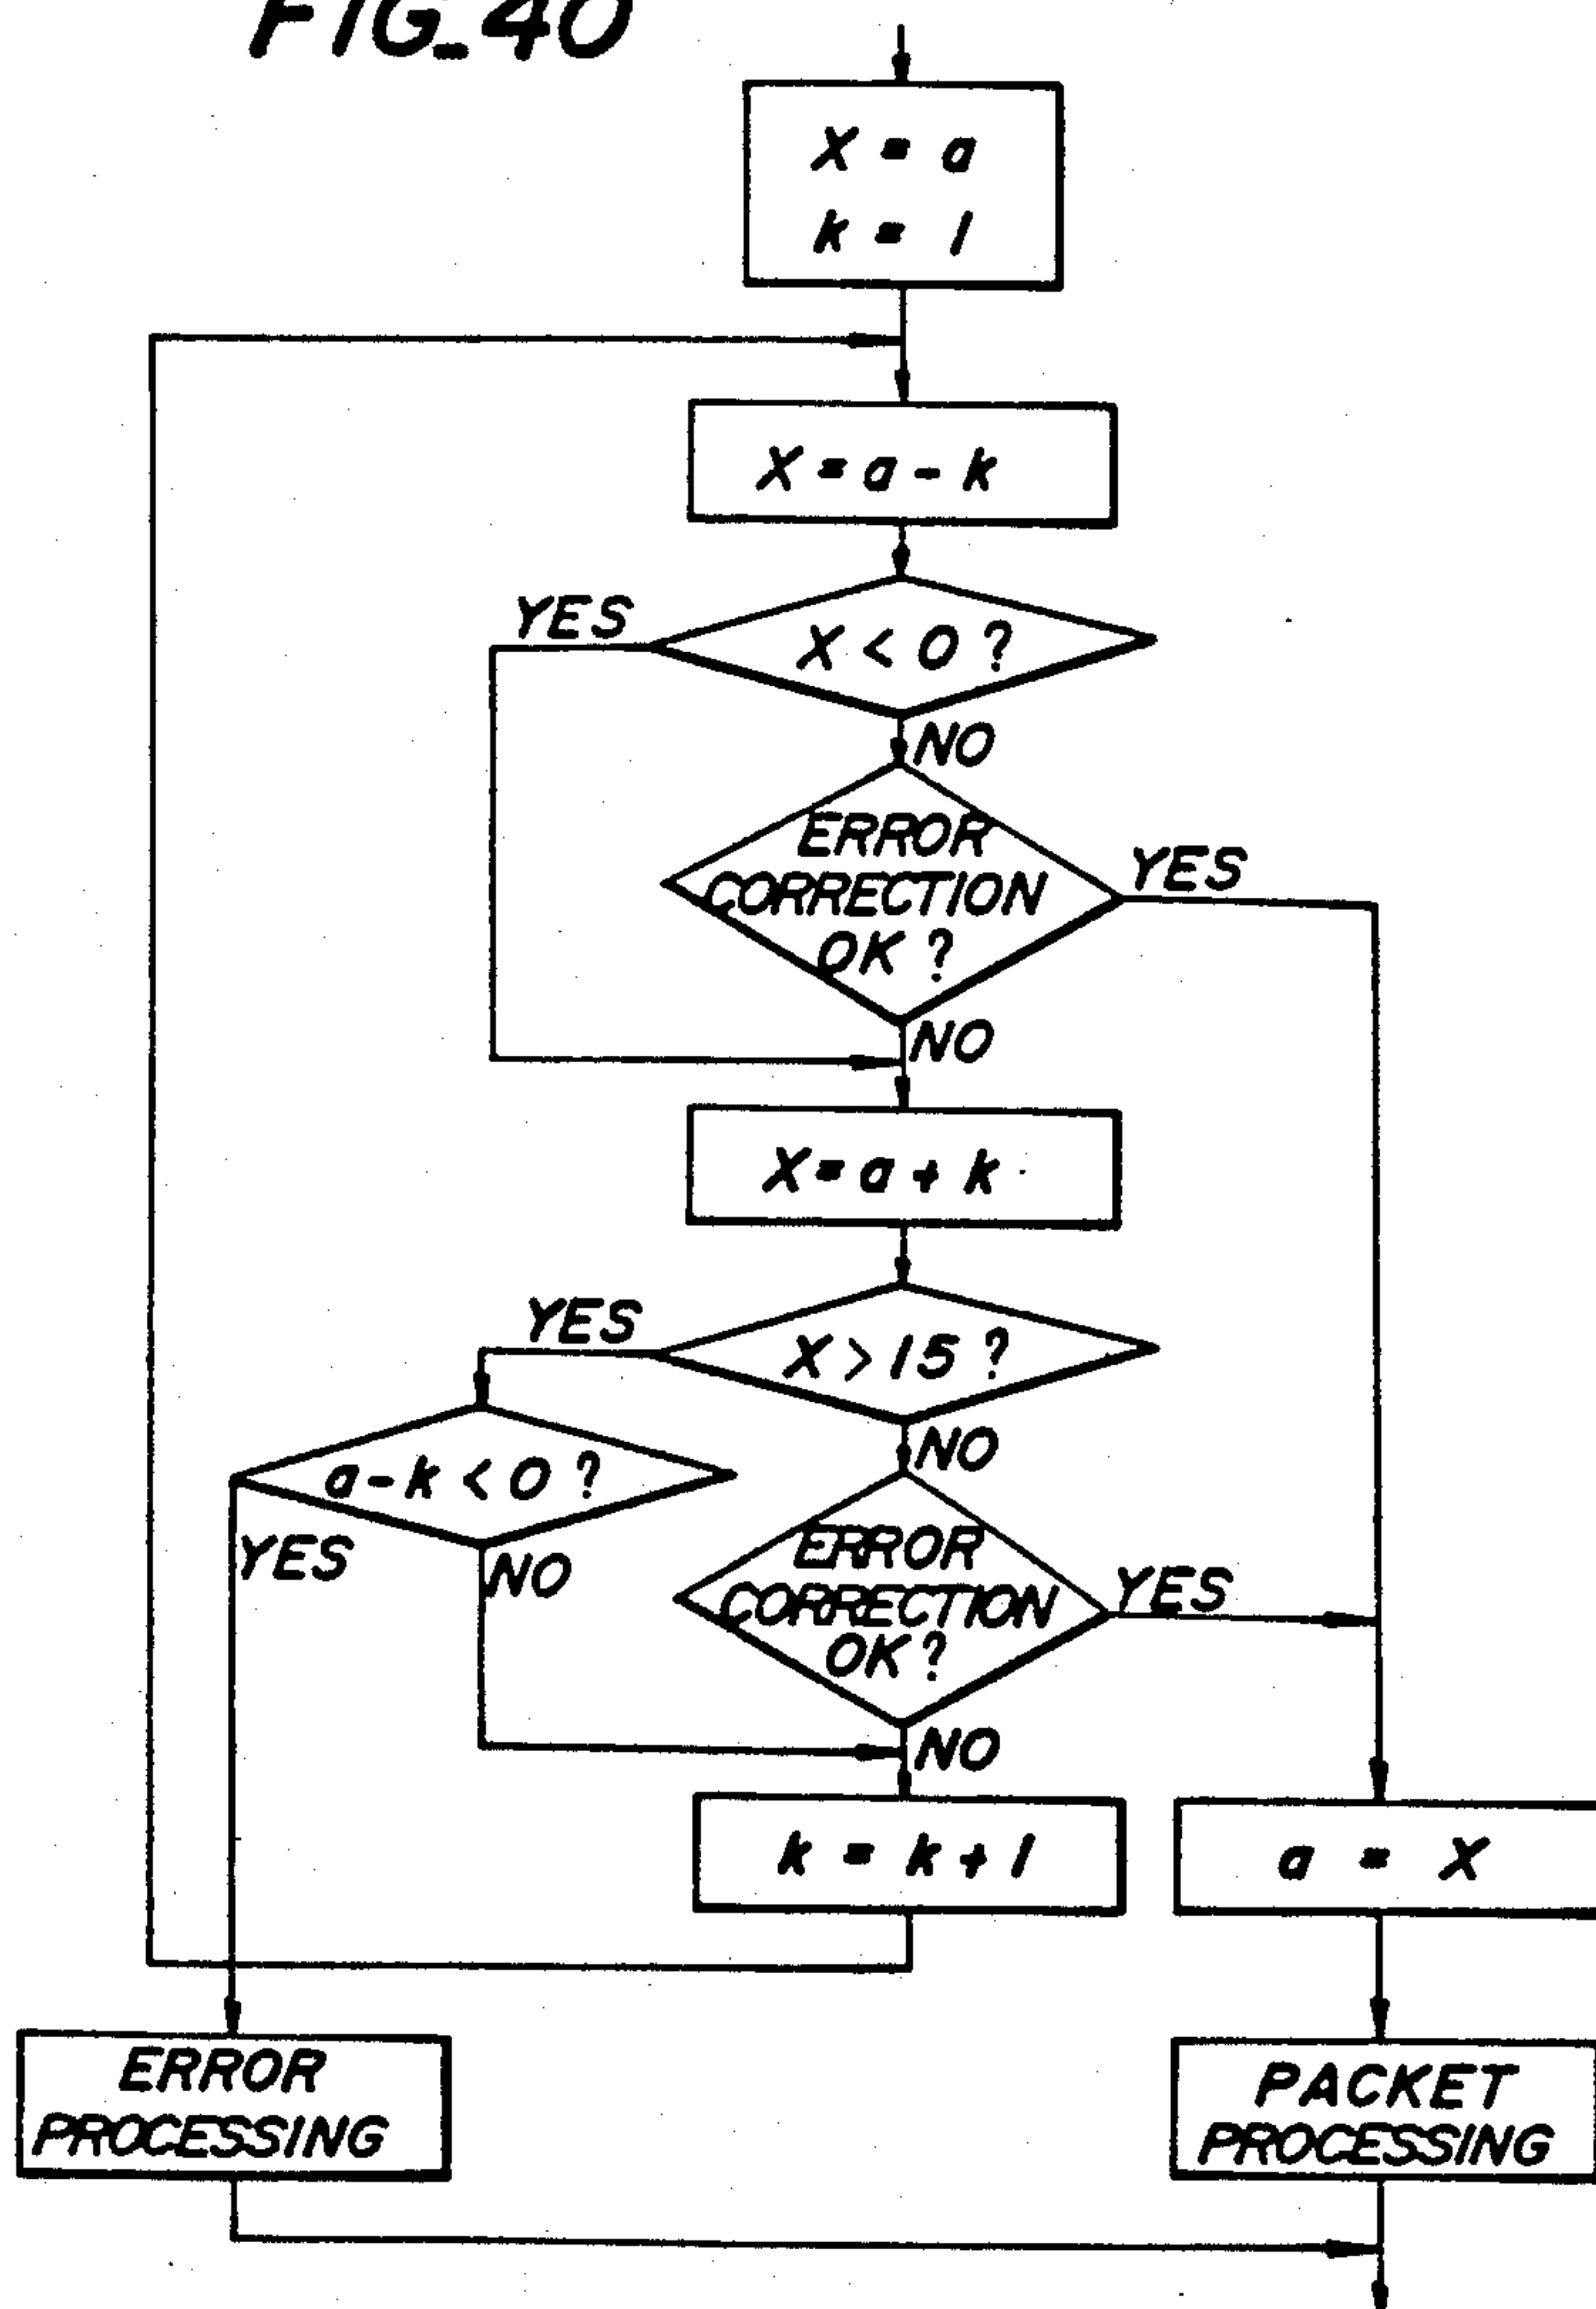 FIG_40
X = a
k = 1
X = a - k
YES
X < 0 ?
NO
ERROR
CORRECTION
OK ?
YES
NO
X = a + k
YES
X > 15 ?
NO
a - k < 0 ?
YES
NO
ERROR
CORRECTION
OK ?
YES
NO
k = k + 1
a = X
ERROR
PROCESSING
PACKET
PROCESSING